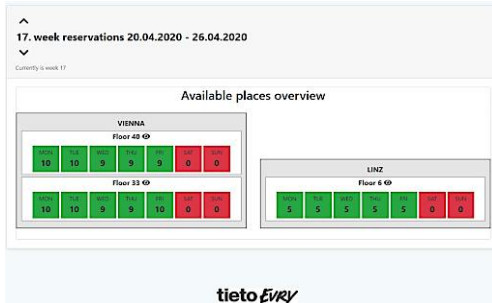 17. week reservations 20.04.2020 - 26.04.2020
Currently is week 17
Available places overview
VIENNA
Floor 48
MON TUE WED THU FRI SAT SUN
10 10 9 9 9 0 0
Floor 33
MON TUE WED THU FRI SAT SUN
10 10 9 9 10 0 0
LINZ
Floor 6
MON TUE WED THU FRI SAT SUN
5 5 5 5 5 0 0
tieto EVRY